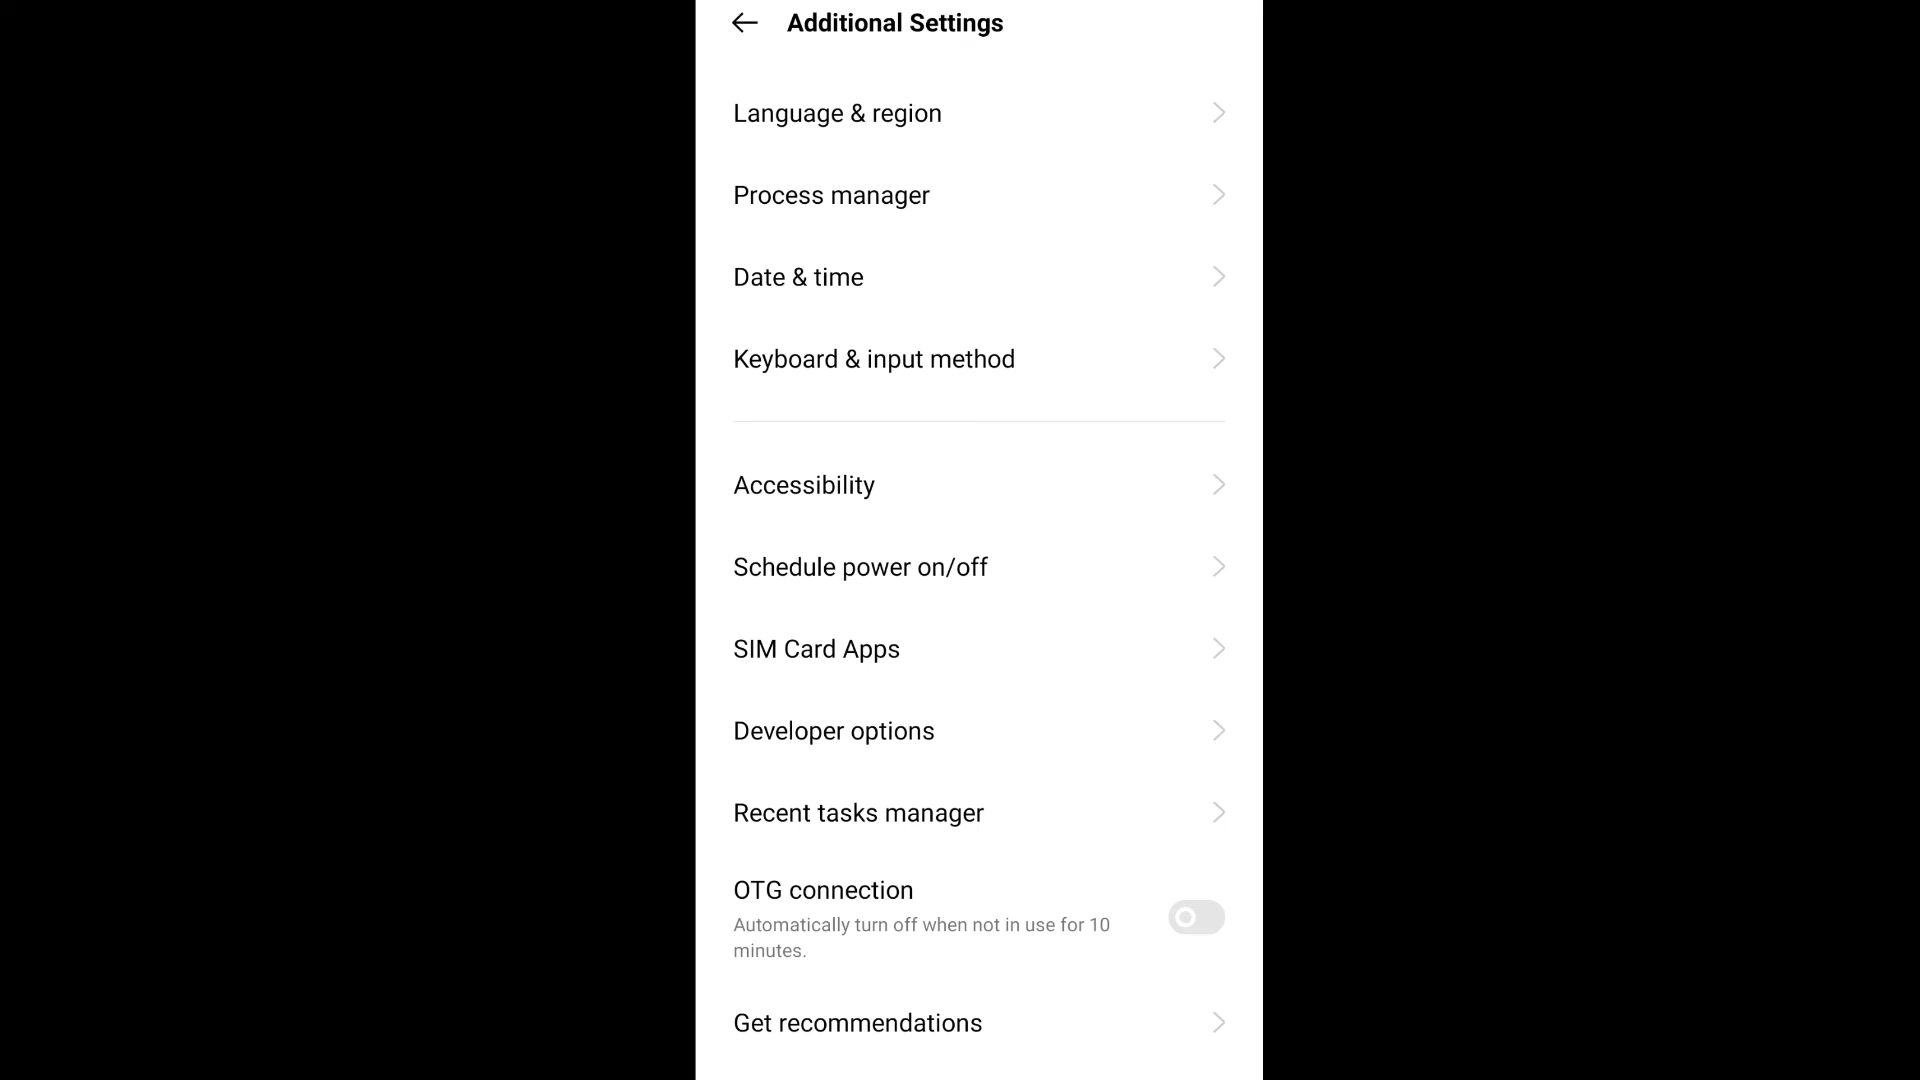 Additional Settings
Language & region
Process manager
Date & time
Keyboard & input method
Accessibility
Schedule power on/off
SIM Card Apps
Developer options
Recent tasks manager
OTG connection
Automatically turn off when not in use for 10
minutes.
Get recommendations